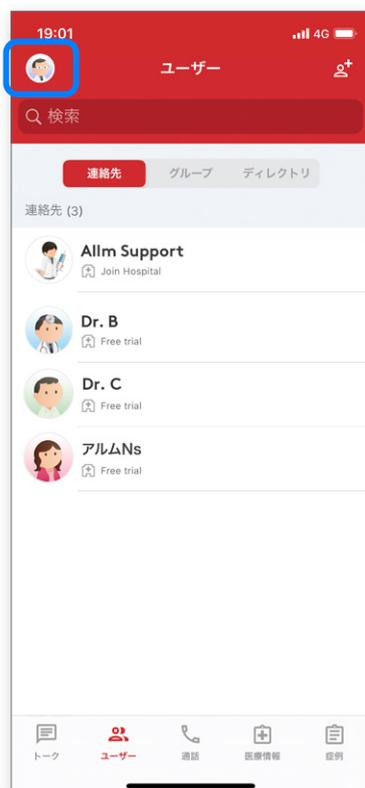 19:01
4G
ユーザー
検索
連絡先
グループ
ディレクトリ
連絡先 (3)
Allm Support
Join Hospital
Dr. B
Free trial
Dr. C
Free trial
アルムNs
Free trial
トーク
ユーザー
通話
医療情報
症例